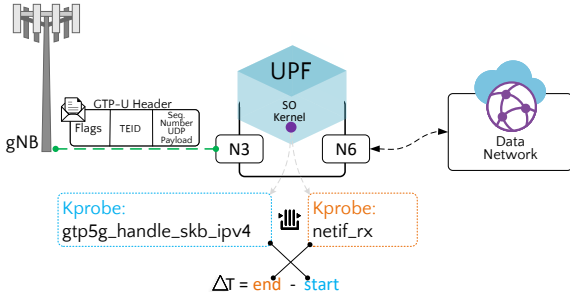 UPF
SO
Kernel
GTP-U Header
Flags
TEID
Seq.
Number
UDP
Payload
gNB
N3
N6
Data
Network
Kprobe:
gtp5g_handle_skb_ipv4
Kprobe:
netif_rx
ΔT = end - start